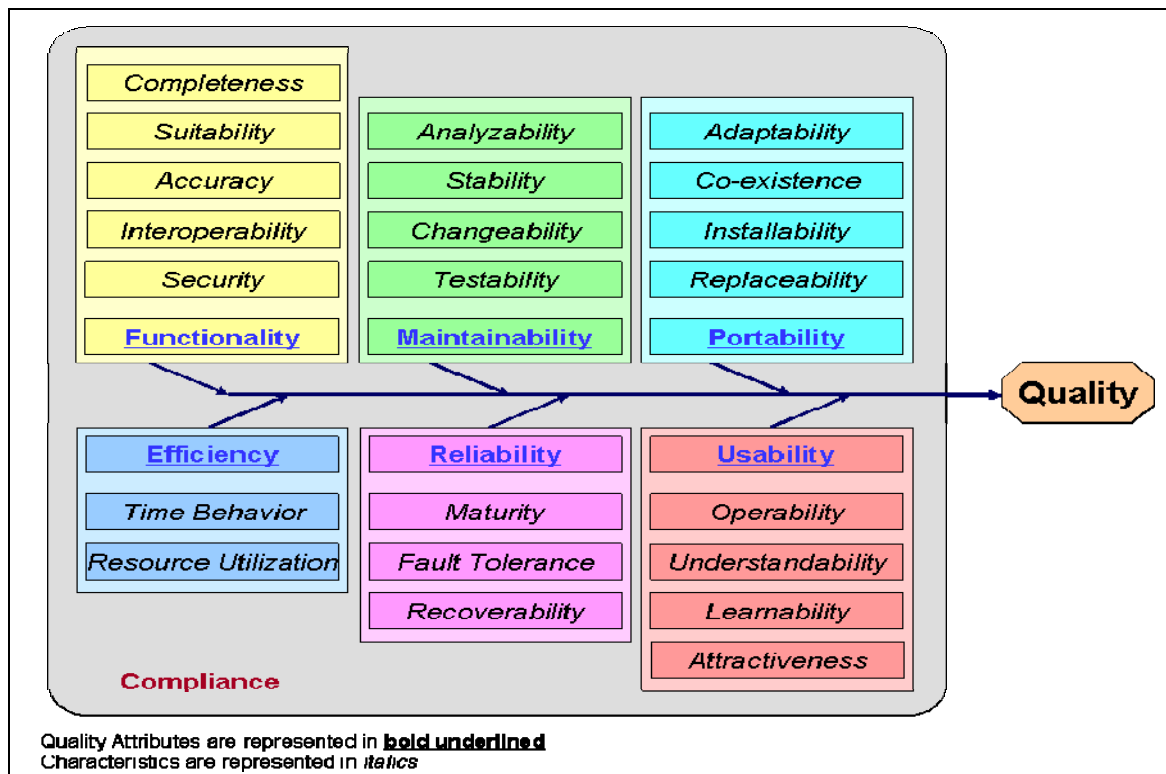 Completeness
Suitability
Accuracy
Interoperability
Security
Functionality
Analyzability
Stability
Changeability
Testability
Maintainability
Adaptability
Co-existence
Installability
Replaceability
Portability
Quality
Efficiency
Time Behavior
Resource Utilization
Reliability
Maturity
Fault Tolerance
Recoverability
Usability
Operability
Understandability
Learnability
Attractiveness
Compliance
Quality Attributes are represented in bold underlined
Characteristics are represented in italics